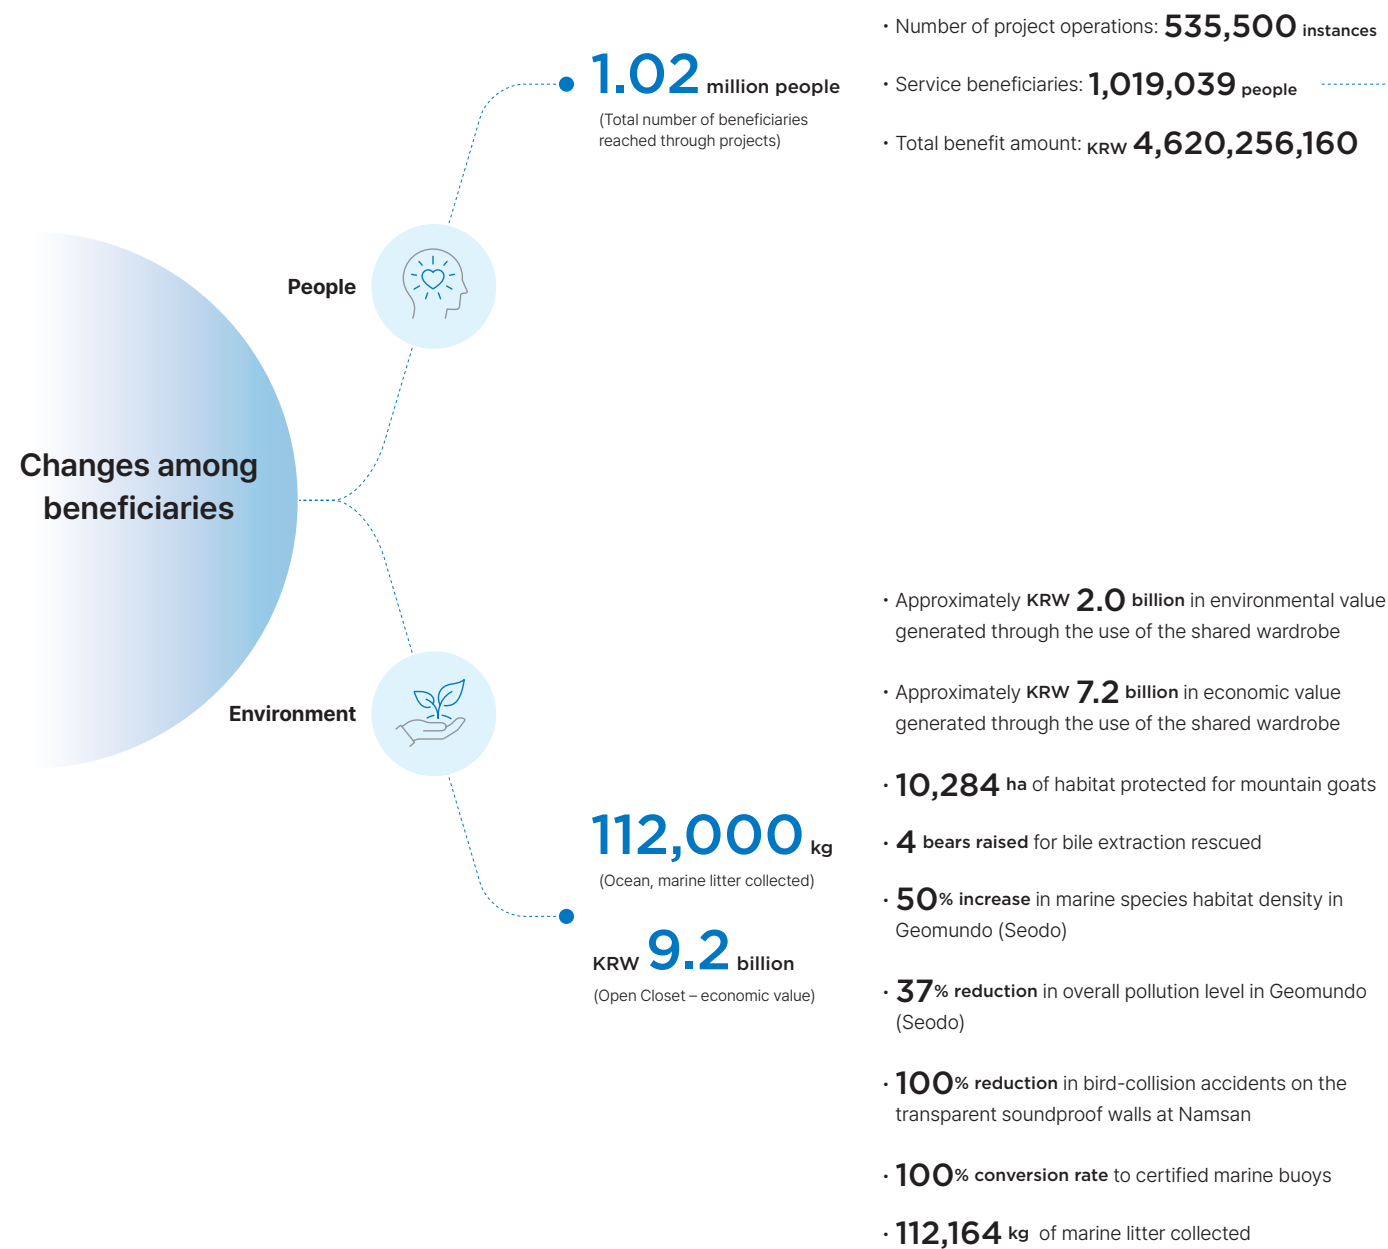 Changes among
beneficiaries
People
1.02 million people
(Total number of beneficiaries
reached through projects)
• Number of project operations: 535,500 instances
• Service beneficiaries: 1,019,039 people
• Total benefit amount: KRW 4,620,256,160
Environment
112,000 kg
(Ocean, marine litter collected)
KRW 9.2 billion
(Open Closet – economic value)
• Approximately KRW 2.0 billion in environmental value
generated through the use of the shared wardrobe
• Approximately KRW 7.2 billion in economic value
generated through the use of the shared wardrobe
• 10,284 ha of habitat protected for mountain goats
• 4 bears raised for bile extraction rescued
• 50% increase in marine species habitat density in
Geomundo (Seodo)
• 37% reduction in overall pollution level in Geomundo
(Seodo)
• 100% reduction in bird-collision accidents on the
transparent soundproof walls at Namsan
• 100% conversion rate to certified marine buoys
• 112,164 kg of marine litter collected